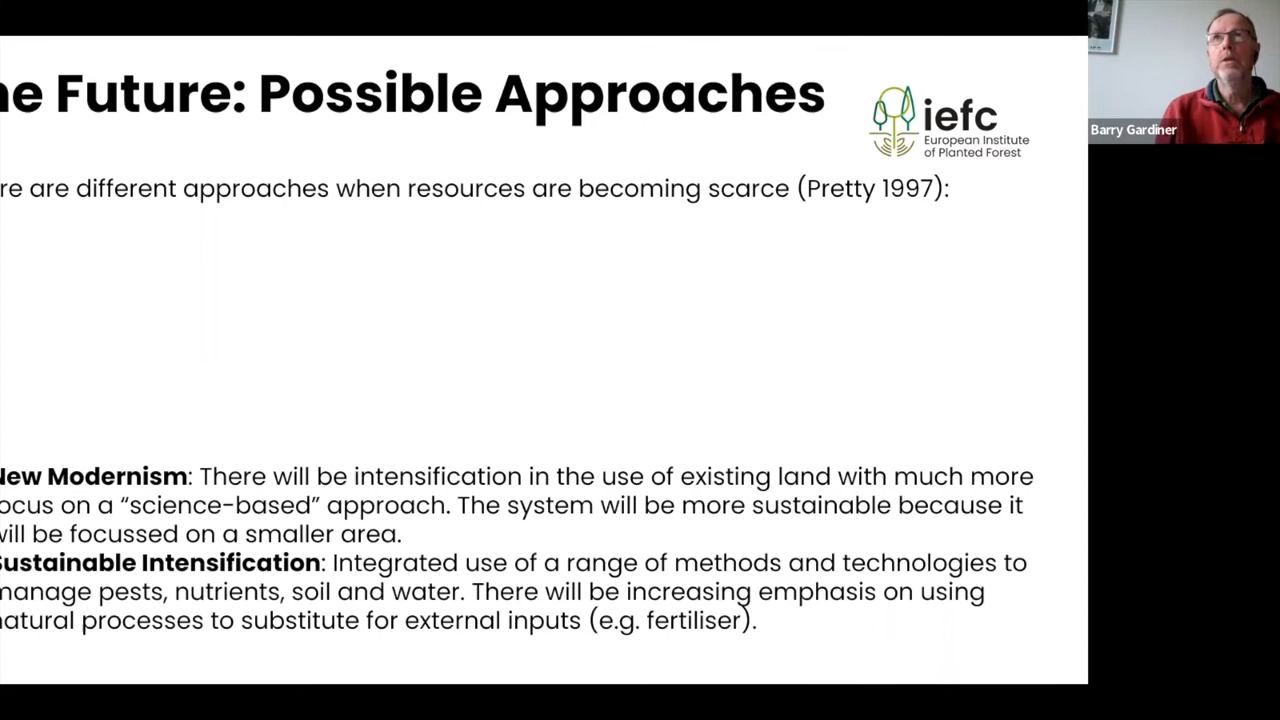 ne Future: Possible Approaches
iefc
European Institute
of Planted Forest
re are different approaches when resources are becoming scarce (Pretty 1997):
New Modernism: There will be intensification in the use of existing land with much more
focus on a “science-based” approach. The system will be more sustainable because it
will be focussed on a smaller area.
Sustainable Intensification: Integrated use of a range of methods and technologies to
manage pests, nutrients, soil and water. There will be increasing emphasis on using
natural processes to substitute for external inputs (e.g. fertiliser).
Barry Gardiner